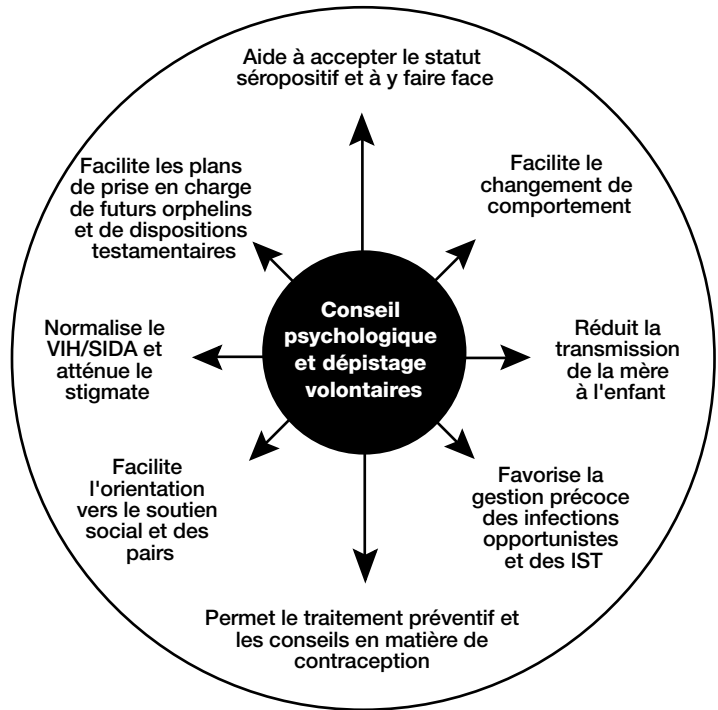 Aide à accepter le statut
séropositif et à y faire face
Facilite le
changement de
comportement
Réduit la
transmission
de la mère
à l'enfant
Favorise la
gestion précoce
des infections
opportunistes
et des IST
Permet le traitement préventif et
les conseils en matière de
contraception
Facilite
l'orientation
vers le soutien
social et des
pairs
Normalise le
VIH/SIDA et
atténue le
stigmate
Facilite les plans
de prise en charge
de futurs orphelins
et de dispositions
testamentaires
Conseil
psychologique
et dépistage
volontaires